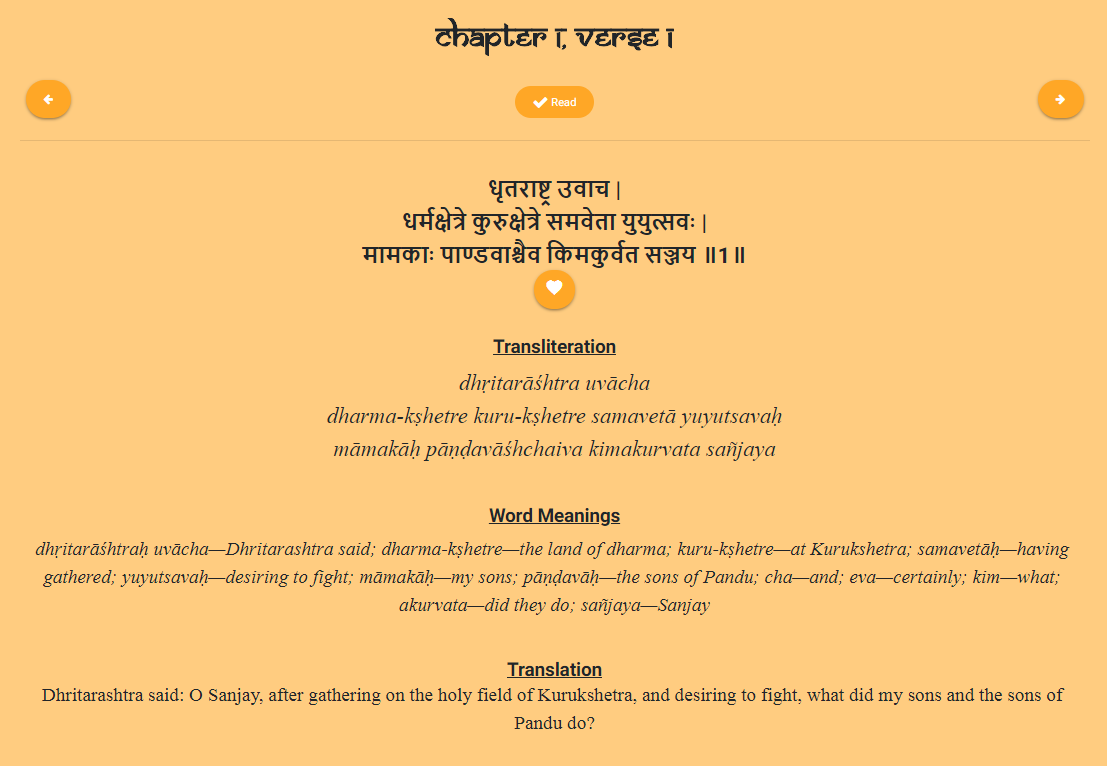 Chapter 1, Verse 1
Read
धृतराष्ट्र उवाच |
धर्मक्षेत्रे कुरुक्षेत्रे समवेता युयुत्सवः |
मामकाः पाण्डवाश्चैव किमकुर्वत सञ्जय ॥1॥
Transliteration
dhṛitarāśhtra uvācha
dharma-kṣhetre kuru-kṣhetre samavetā yuyutsavaḥ
māmakāḥ pāṇḍavāśhchaiva kimakurvata sañjaya
Word Meanings
dhṛitarāśhtraḥ uvācha—Dhritarashtra said; dharma-kṣhetre—the land of dharma; kuru-kṣhetre—at Kurukshetra; samavetāḥ—having
gathered; yuyutsavaḥ—desiring to fight; māmakāḥ—my sons; pāṇḍavāḥ—the sons of Pandu; cha—and; eva—certainly; kim—what;
akurvata—did they do; sañjaya—Sanjay
Translation
Dhritarashtra said: O Sanjay, after gathering on the holy field of Kurukshetra, and desiring to fight, what did my sons and the sons of
Pandu do?